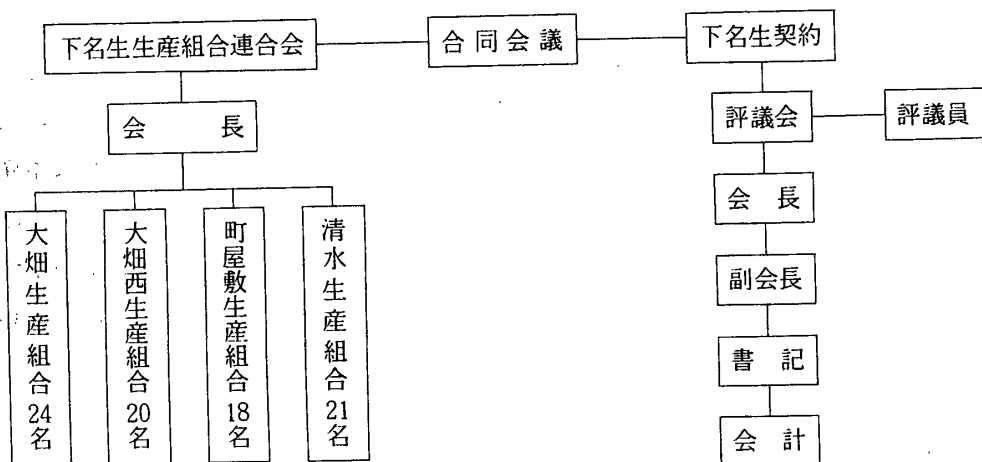 下名生生産組合連合会
合同会議
下名生契約
会長
評議会
評議員
会長
副会長
書記
会計
大畑生産組合24名
大畑西生産組合20名
町屋敷生産組合18名
清水生産組合21名